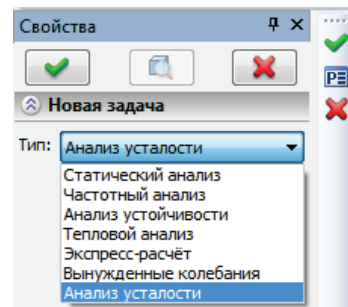 Свойства
Новая задача
Тип: Анализ усталости
Статический анализ
Частотный анализ
Анализ устойчивости
Тепловой анализ
Экспресс-расчёт
Вынужденные колебания
Анализ усталости